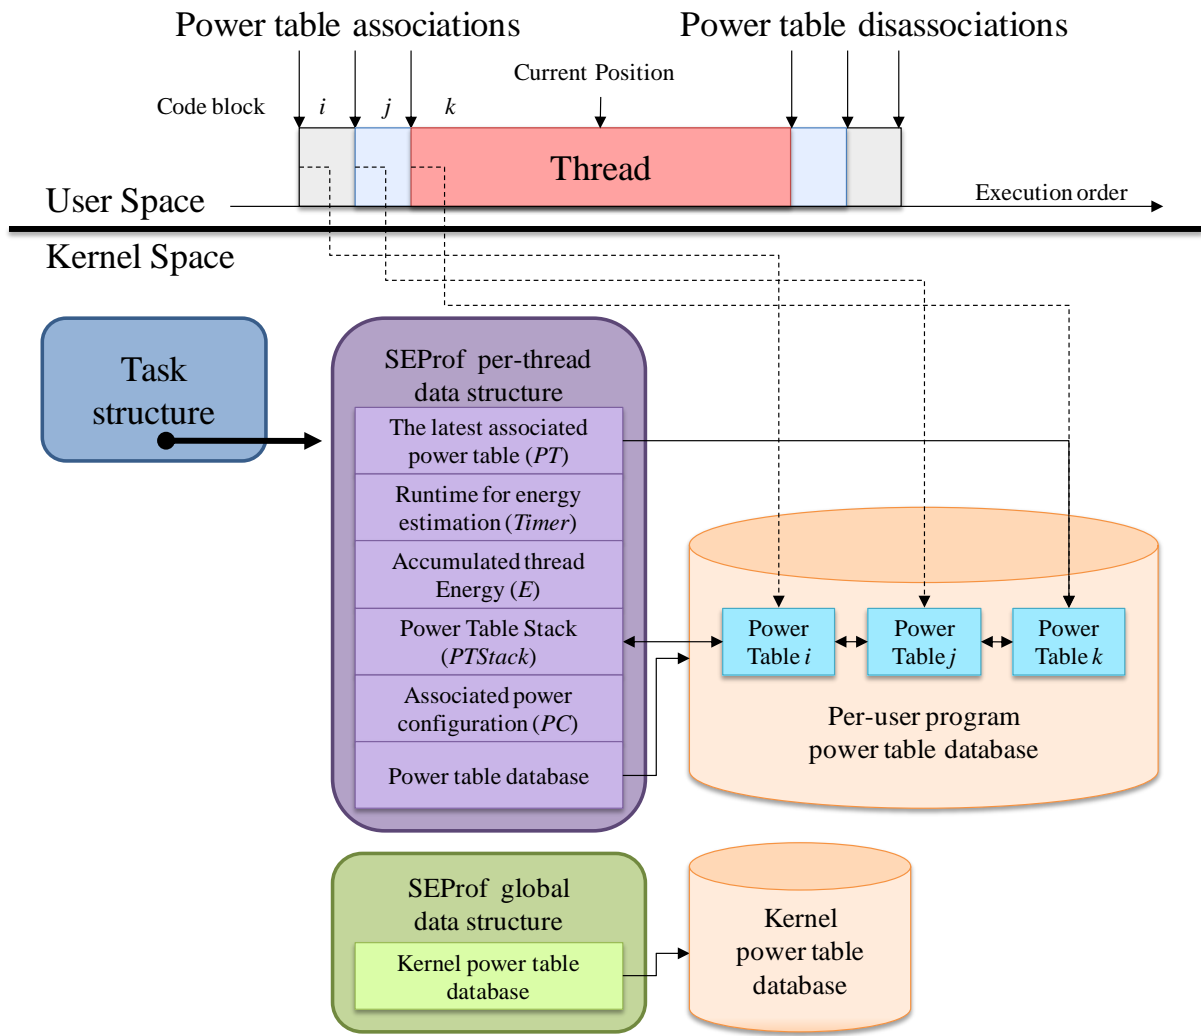 Power table associations
Power table disassociations
Current Position
Code block
i
j
k
Thread
User Space
Execution order
Kernel Space
Task
structure
SEProf per-thread
data structure
The latest associated
power table (PT)
Runtime for energy
estimation (Timer)
Accumulated thread
Energy (E)
Power Table Stack
(PTStack)
Associated power
configuration (PC)
Power table database
Power
Table i
Power
Table j
Power
Table k
Per-user program
power table database
SEProf global
data structure
Kernel power table
database
Kernel
power table
database